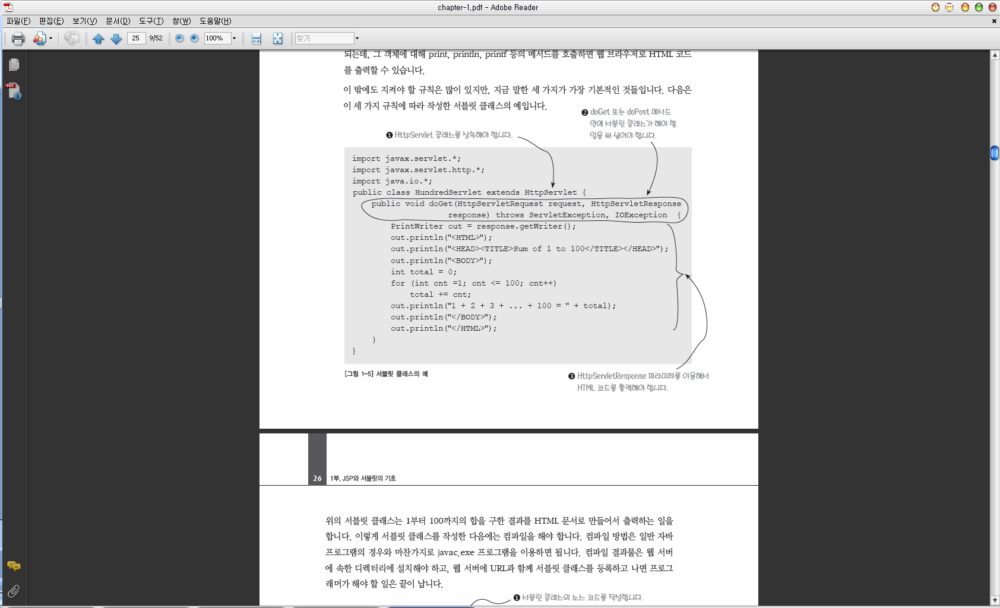 chapter-1.pdf - Adobe Reader
파일(F) 편집(E) 보기(V) 문서(D) 도구(T) 창(W) 도움말(H)
25 9/52 100% 찾기
되는데, 그 객체에 대해 print, println, printf 등의 메서드를 호출하면 웹 브라우저로 HTML 코드
를 출력할 수 있습니다.
이 밖에도 지켜야 할 규칙은 많이 있지만, 지금 말한 세 가지가 가장 기본적인 것들입니다. 다음은
이 세 가지 규칙에 따라 작성한 서블릿 클래스의 예입니다.
❷ doGet 또는 doPost 메서드
안에 서블릿 클래스가 해야 할
일을 써 넣어야 합니다.
❶ HttpServlet 클래스를 상속해야 합니다.
import javax.servlet.*;
import javax.servlet.http.*;
import java.io.*;
public class HundredServlet extends HttpServlet {
public void doGet(HttpServletRequest request, HttpServletResponse
response) throws ServletException, IOException {
PrintWriter out = response.getWriter();
out.println("<HTML>");
out.println("<HEAD><TITLE>Sum of 1 to 100</TITLE></HEAD>");
out.println("<BODY>");
int total = 0;
for (int cnt =1; cnt <= 100; cnt++)
total += cnt;
out.println("1 + 2 + 3 + ... + 100 = " + total);
out.println("</BODY>");
out.println("</HTML>");
}
}
[그림 1-5] 서블릿 클래스의 예
❸ HttpServletResponse 파라미터를 이용해서
HTML 코드를 출력해야 합니다.
26 1부. JSP와 서블릿의 기초
위의 서블릿 클래스는 1부터 100까지의 합을 구한 결과를 HTML 문서로 만들어서 출력하는 일을
합니다. 이렇게 서블릿 클래스를 작성한 다음에는 컴파일을 해야 합니다. 컴파일 방법은 일반 자바
프로그램의 경우와 마찬가지로 javac.exe 프로그램을 이용하면 됩니다. 컴파일 결과물은 웹 서버
에 속한 디렉터리에 설치해야 하고, 웹 서버에 URL과 함께 서블릿 클래스를 등록하고 나면 프로그
래머가 해야 할 일은 끝이 납니다.
❶ 서블릿 클래스의 소스 코드를 작성합니다.